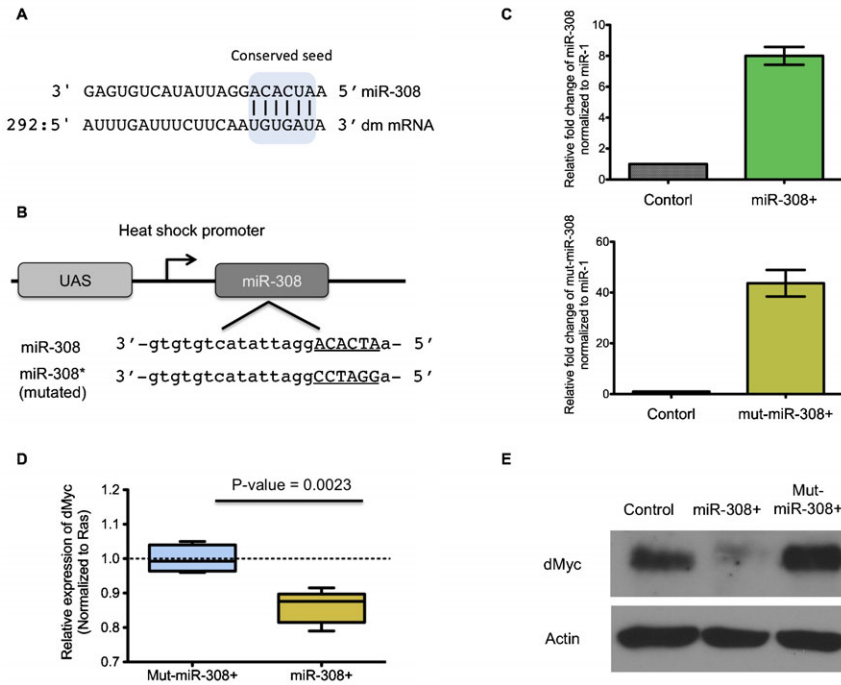 A
Conserved seed
3' GAGUGUCAUAUUAGGACACUAA 5' miR-308
292:5' AUUUGAUUUCUUCAAUGUGAUA 3' dm mRNA
B
Heat shock promoter
UAS
miR-308
miR-308 3'-gtgtgtcatattaggACACTAa- 5'
miR-308* 3'-gtgtgtcatattaggCCTAGGa- 5'
(mutated)
C
Relative fold change of miR-308
normalized to miR-1
10
8
6
4
2
0
Contorl
miR-308+
Relative fold change of mut-miR-308
normalized to miR-1
60
40
20
0
Contorl
mut-miR-308+
D
P-value = 0.0023
Relative expression of dMyc
(Normalized to Ras)
1.2
1.1
1.0
0.9
0.8
0.7
Mut-miR-308+
miR-308+
E
Control
miR-308+
Mut-
miR-308+
dMyc
Actin